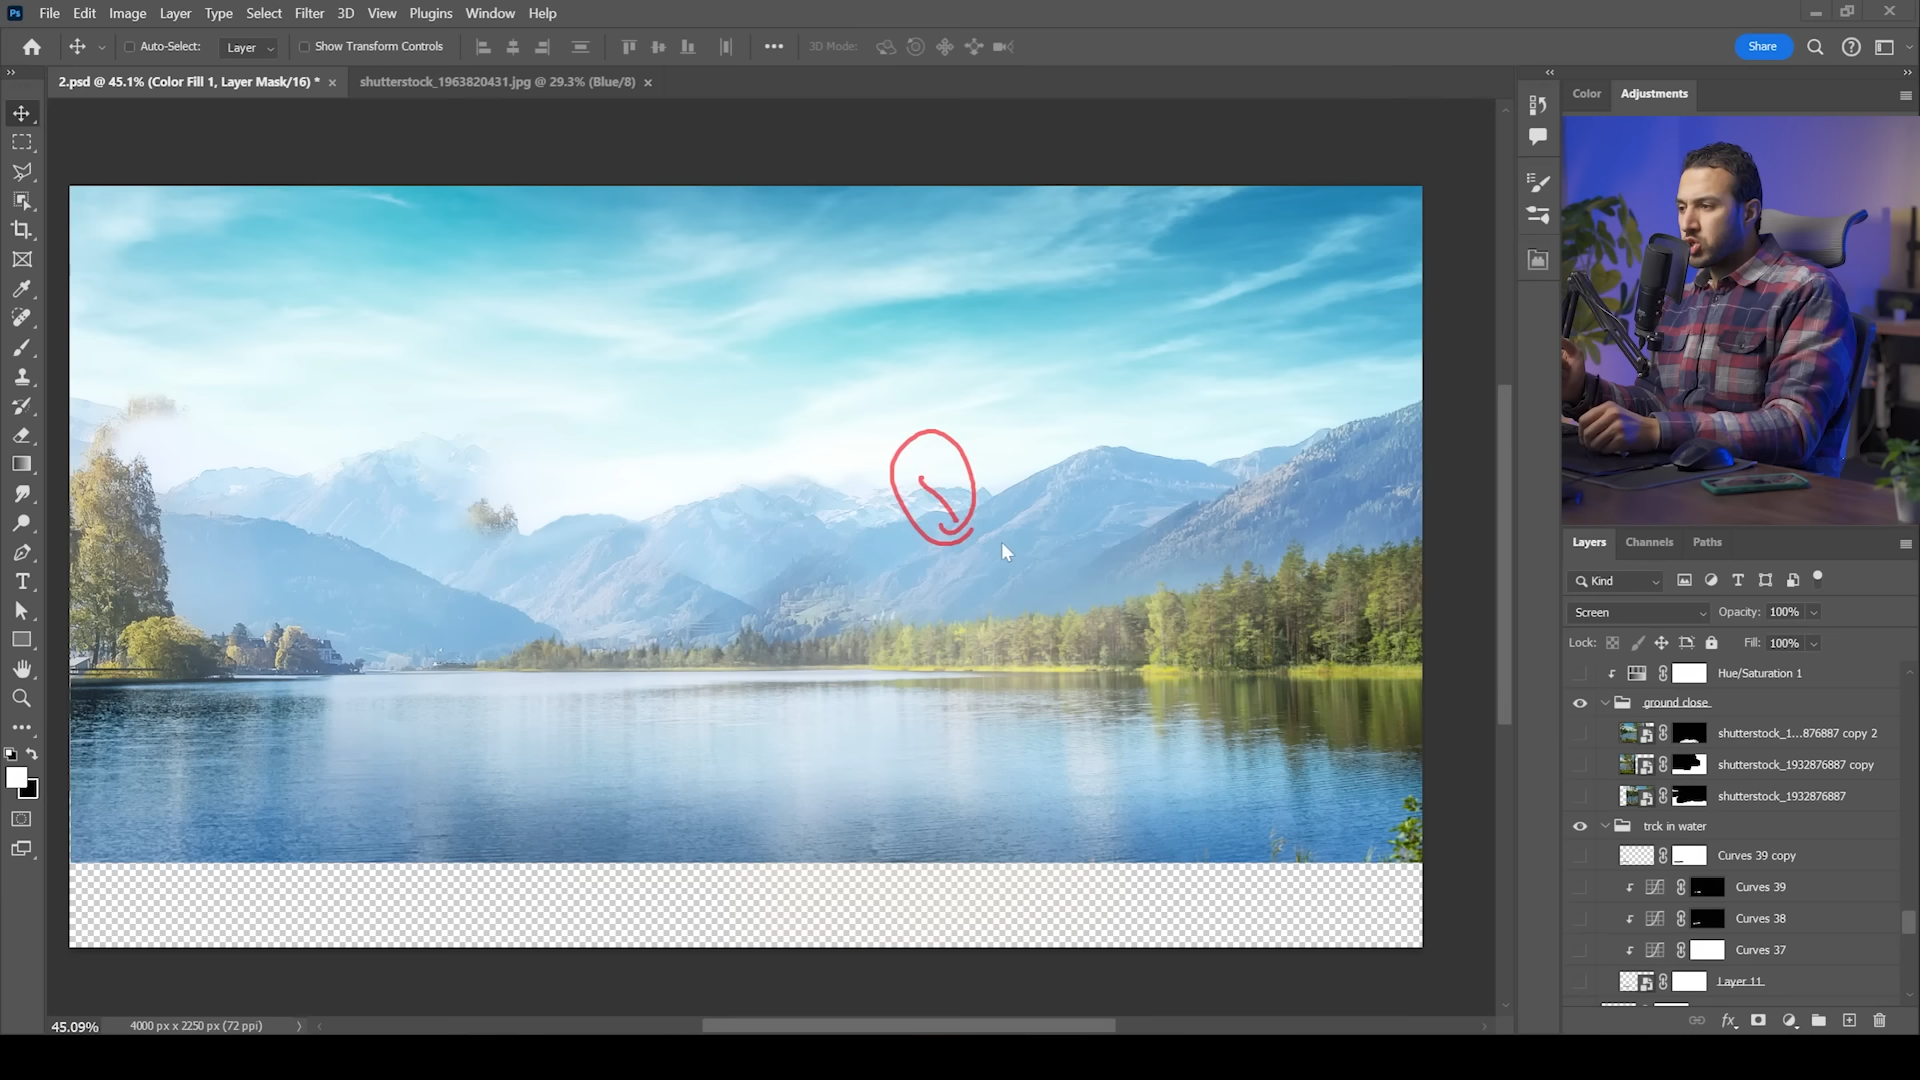 Ps File Edit Image Layer Type Select Filter 3D View Plugins Window Help
Auto-Select: Layer Show Transform Controls 3D Mode: Share
2.psd @ 45.1% (Color Fill 1, Layer Mask/16) * shutterstock_1963820431.jpg @ 29.3% (Blue/8)
Color Adjustments
Layers Channels Paths
Kind
Screen Opacity: 100%
Lock: Fill: 100%
Hue/Saturation 1
ground close
shutterstock_1...876887 copy 2
shutterstock_1932876887 copy
shutterstock_1932876887
trck in water
Curves 39 copy
Curves 39
Curves 38
Curves 37
Layer 11
45.09% 4000 px x 2250 px (72 ppi)
fx